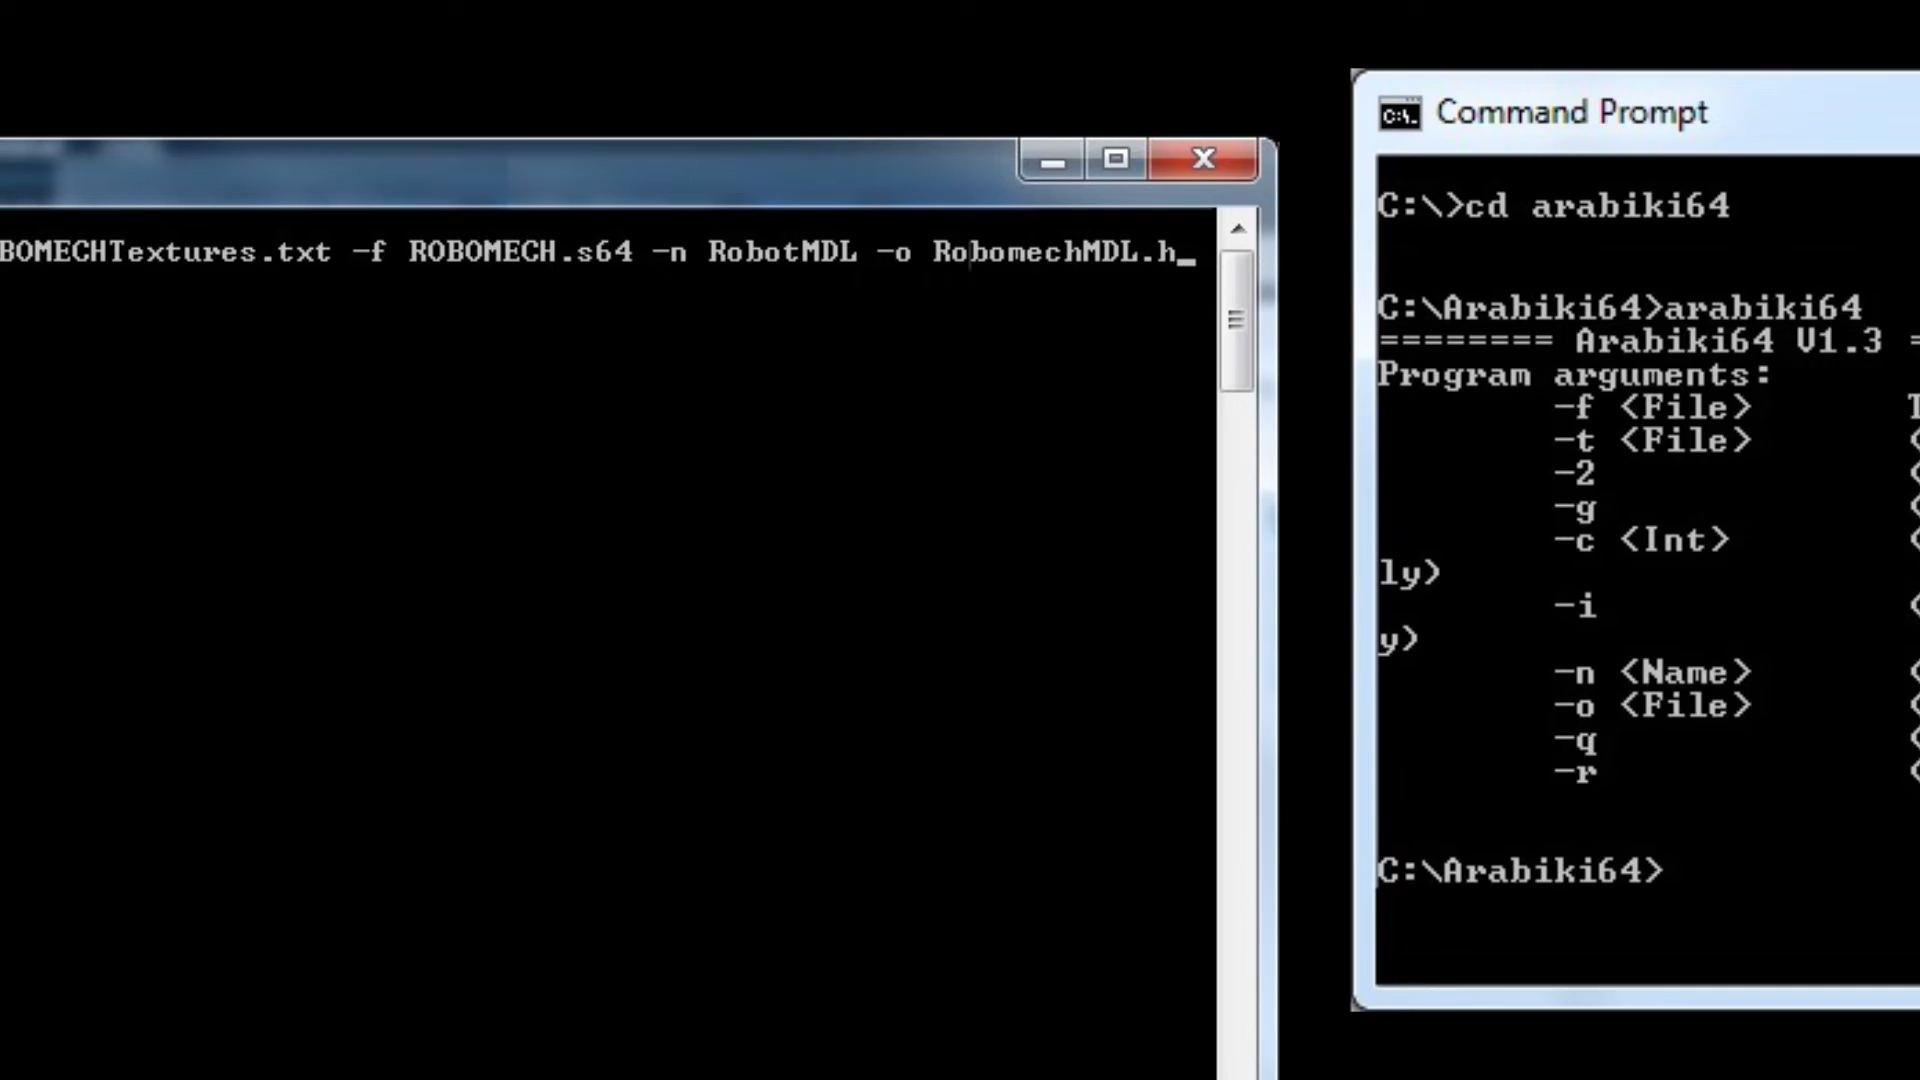 BOMECHTextures.txt -f ROBOMECH.s64 -n RobotMDL -o RobomechMDL.h_
Command Prompt
C:\>cd arabiki64
C:\Arabiki64>arabiki64
======== Arabiki64 V1.3 =
Program arguments:
-f <File>
-t <File> <
-2 <
-g <
-c <Int> <
ly>
-i <
y>
-n <Name> <
-o <File> <
-q <
-r <
C:\Arabiki64>